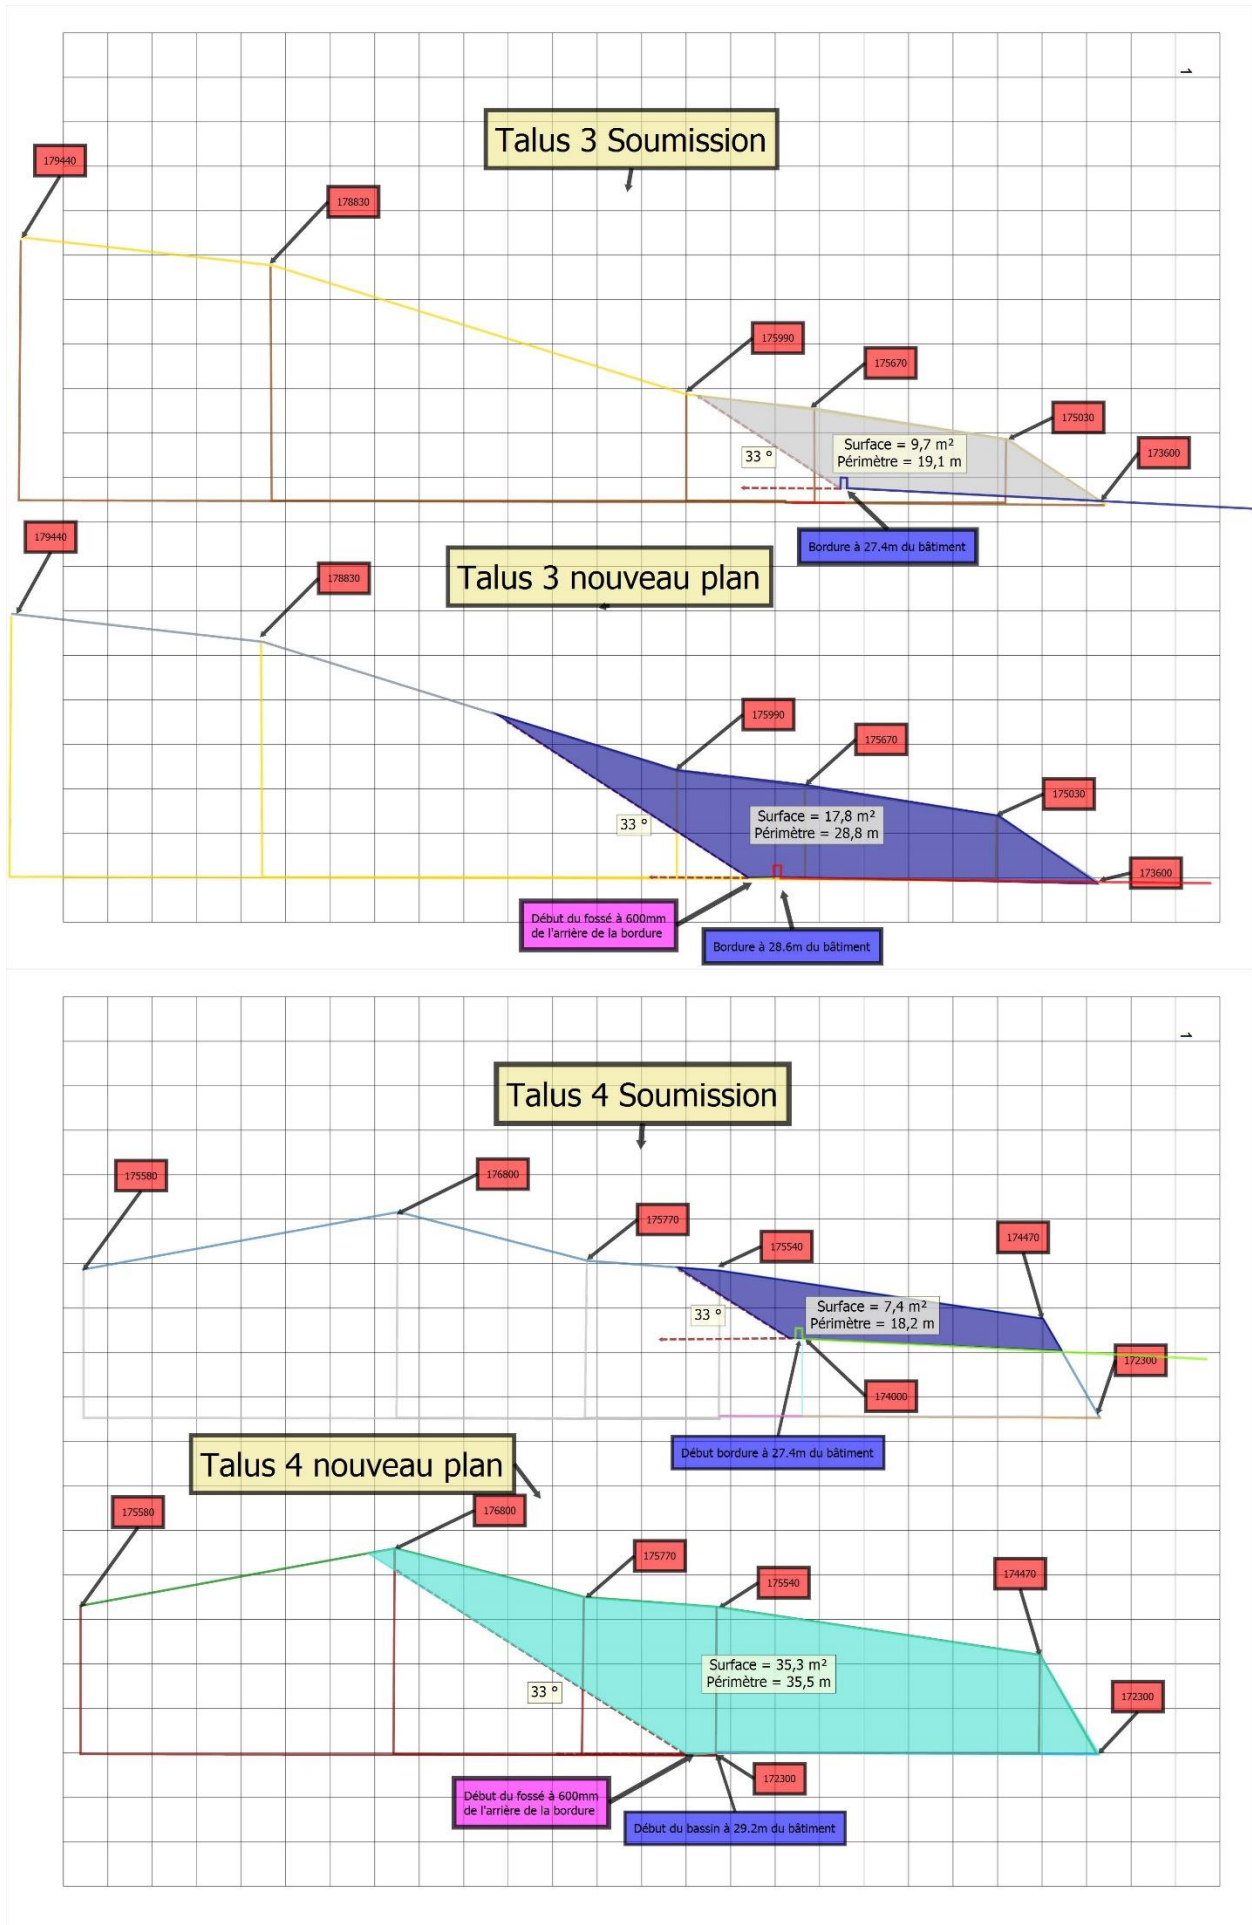 1
Talus 3 Soumission
179440
178830
175990
175670
175030
Surface = 9,7 m²
Périmètre = 19,1 m
33 °
173600
Bordure à 27.4m du bâtiment
179440
Talus 3 nouveau plan
178830
175990
175670
175030
Surface = 17,8 m²
Périmètre = 28,8 m
33 °
173600
Début du fossé à 600mm
de l'arrière de la bordure
Bordure à 28.6m du bâtiment
1
Talus 4 Soumission
175580
176800
175770
175540
174470
Surface = 7,4 m²
Périmètre = 18,2 m
33 °
172300
174000
Début bordure à 27.4m du bâtiment
Talus 4 nouveau plan
175580
176800
175770
175540
174470
Surface = 35,3 m²
Périmètre = 35,5 m
33 °
172300
172300
Début du fossé à 600mm
de l'arrière de la bordure
Début du bassin à 29.2m du bâtiment